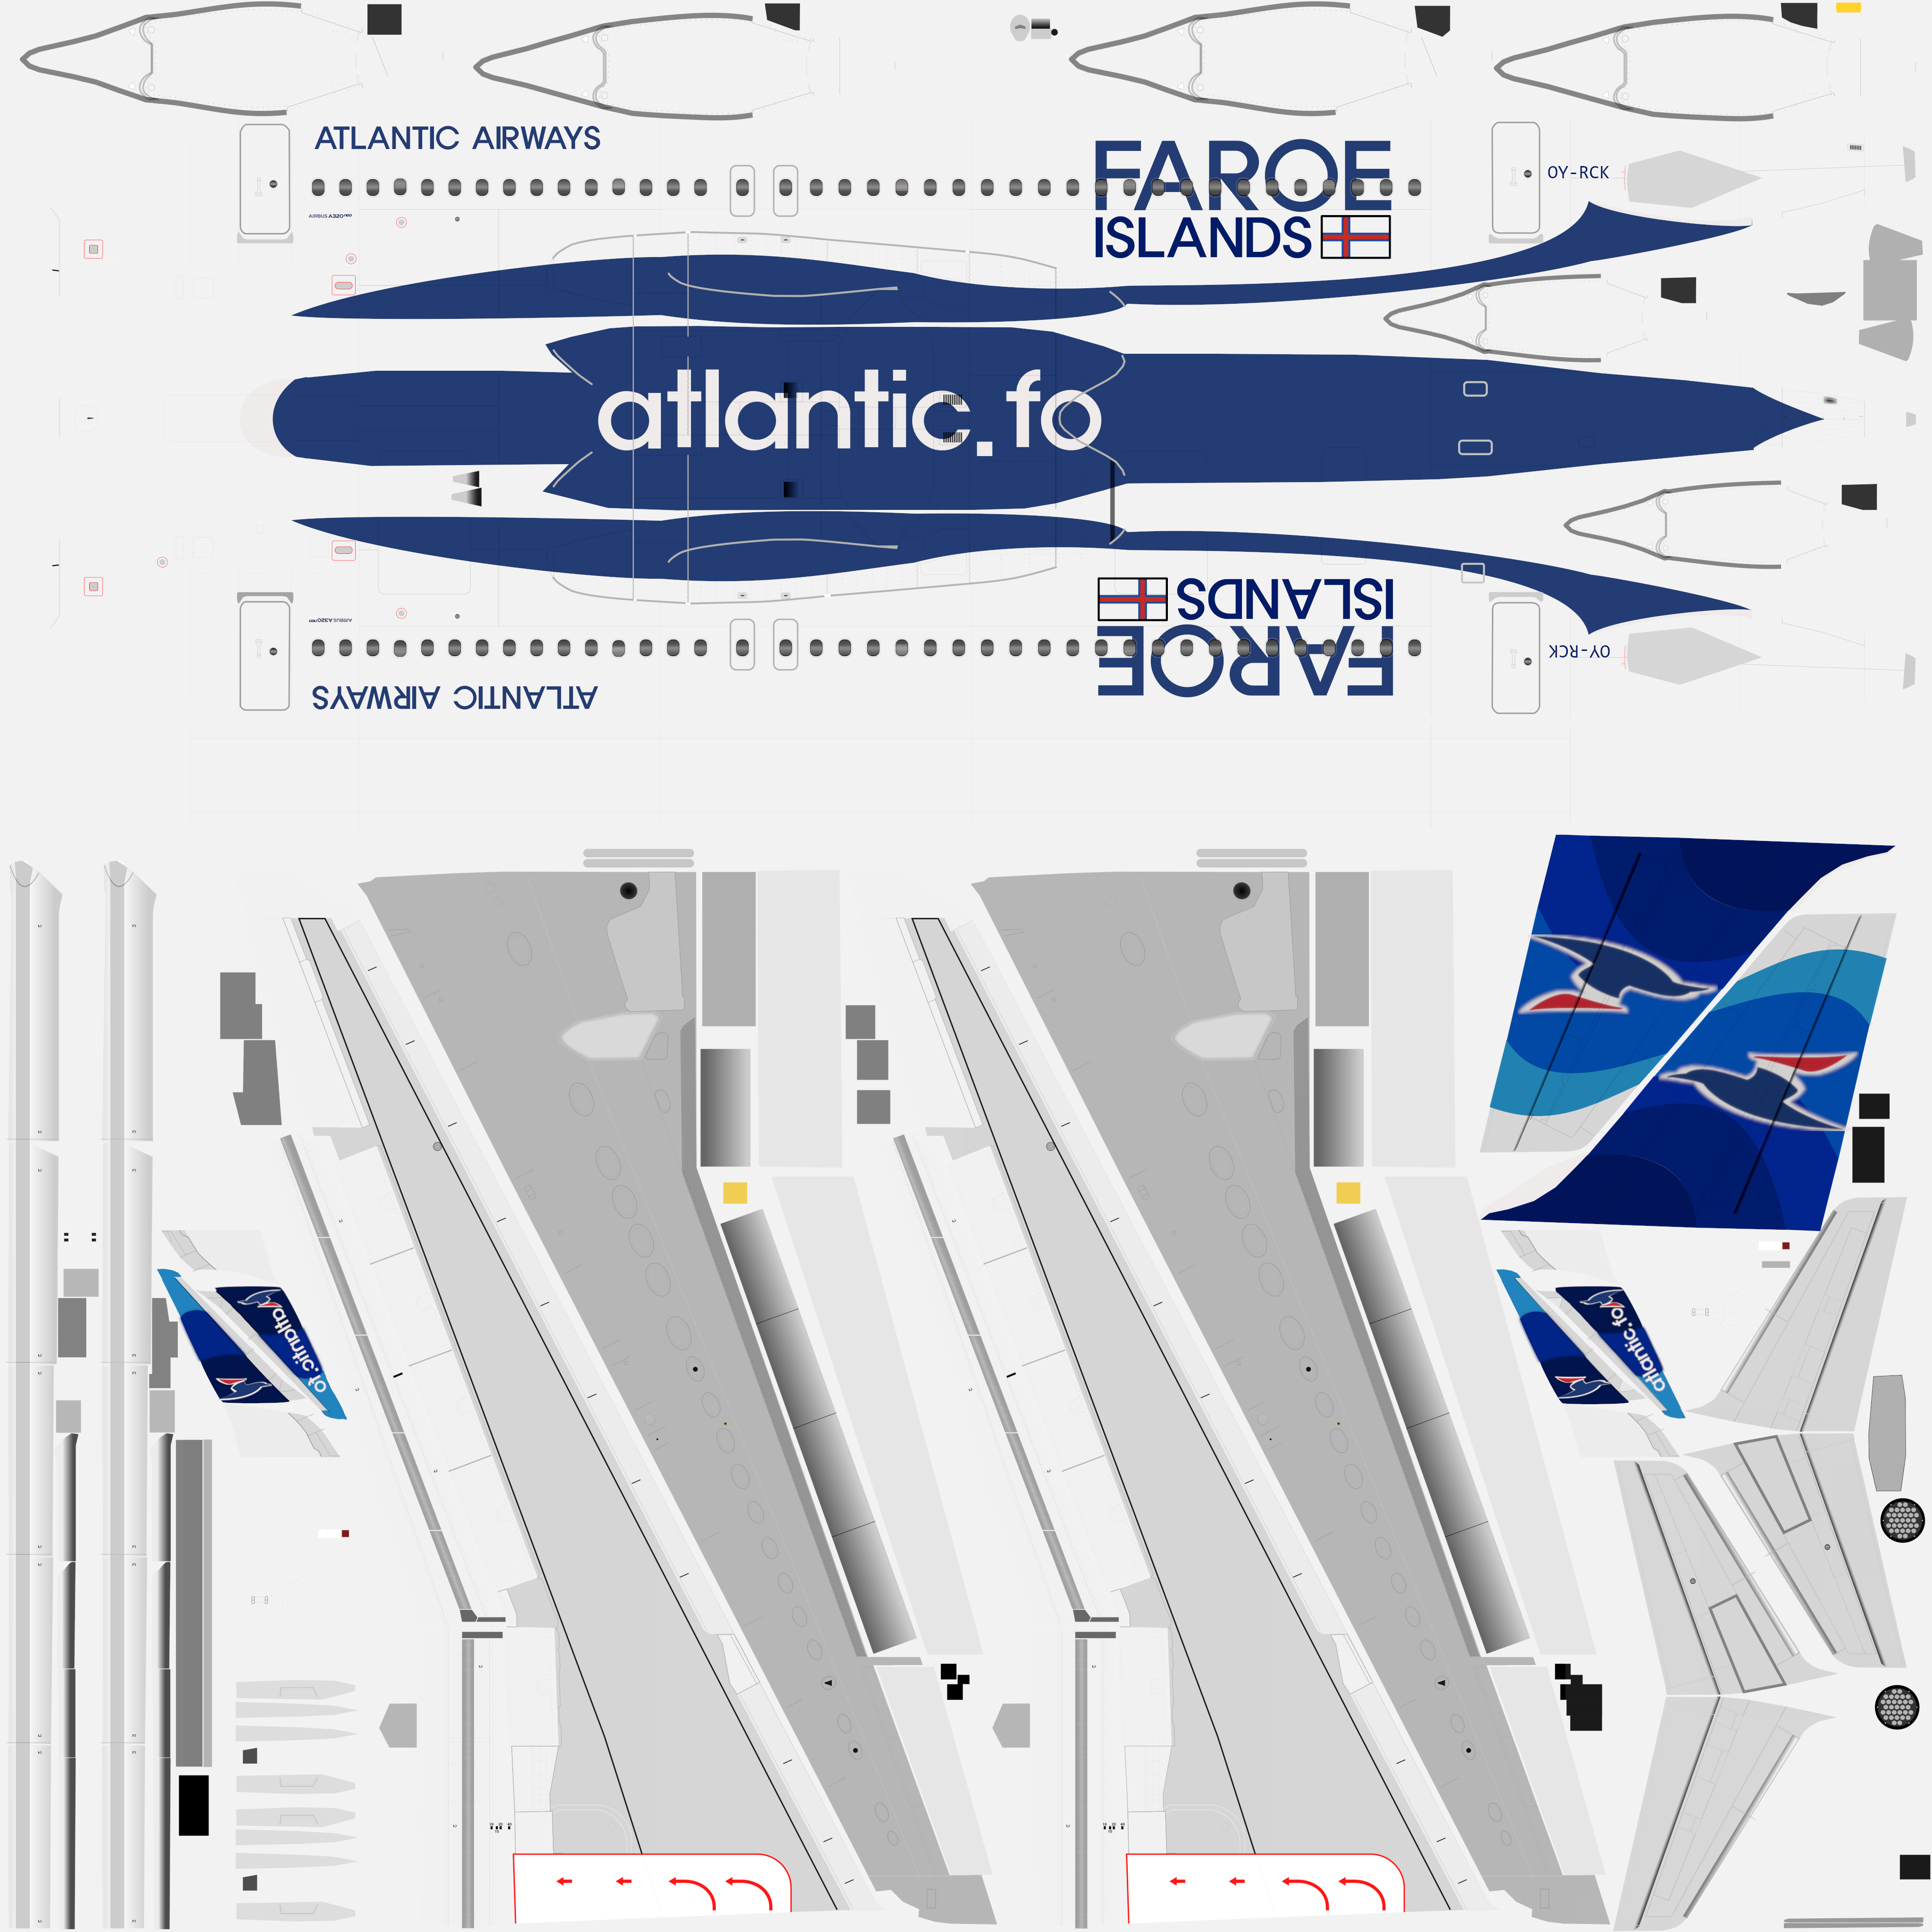 ATLANTIC AIRWAYS
FAROE
OY-RCK
AIRBUS A320neo
ISLANDS
atlantic.fo
ISLANDS
AIRBUS A320neo
FAROE
OY-RCK
ATLANTIC AIRWAYS
atlantic.fo
atlantic.fo